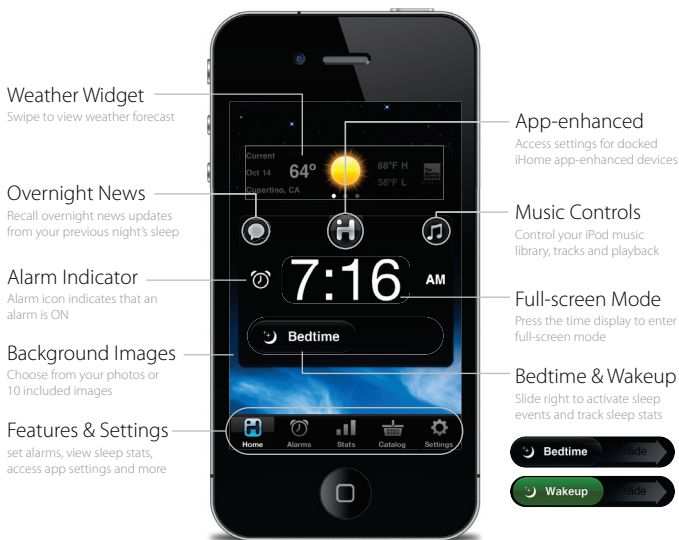 Weather Widget
Swipe to view weather forecast
Overnight News
Recall overnight news updates
from your previous night's sleep
Alarm Indicator
Alarm icon indicates that an
alarm is ON
Background Images
Choose from your photos or
10 included images
Features & Settings
set alarms, view sleep stats,
access app settings and more
Current
Oct 14
Cupertino, CA
64°
88°F H
58°F L
7:16 AM
Bedtime
Home Alarms Stats Catalog Settings
App-enhanced
Access settings for docked
iHome app-enhanced devices
Music Controls
Control your iPod music
library, tracks and playback
Full-screen Mode
Press the time display to enter
full-screen mode
Bedtime & Wakeup
Slide right to activate sleep
events and track sleep stats
Bedtime slide
Wakeup slide